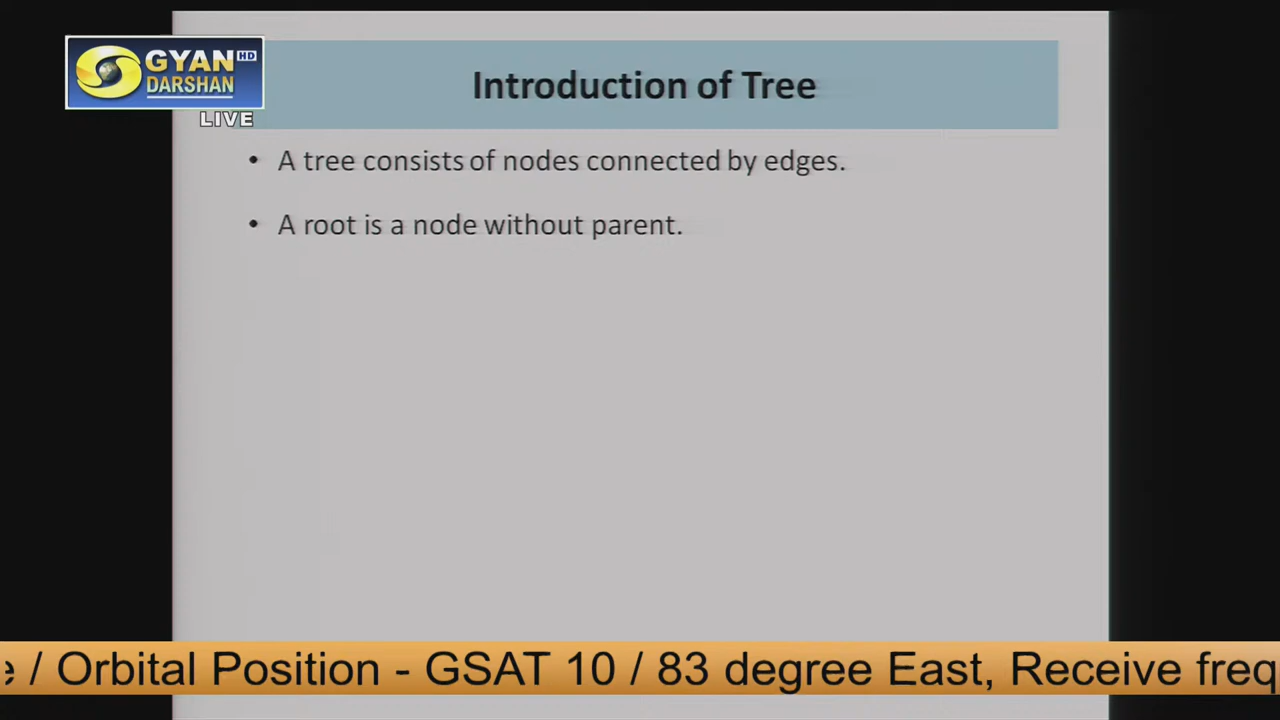 GYAN HD
DARSHAN
LIVE
Introduction of Tree
• A tree consists of nodes connected by edges.
• A root is a node without parent.
/ Orbital Position - GSAT 10 / 83 degree East, Receive freq